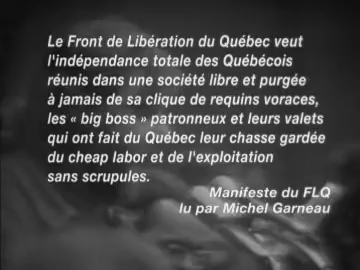 Le Front de Libération du Québec veut
l'indépendance totale des Québécois
réunis dans une société libre et purgée
à jamais de sa clique de requins voraces,
les « big boss » patronneux et leurs valets
qui ont fait du Québec leur chasse gardée
du cheap labor et de l'exploitation
sans scrupules.
Manifeste du FLQ
lu par Michel Garneau